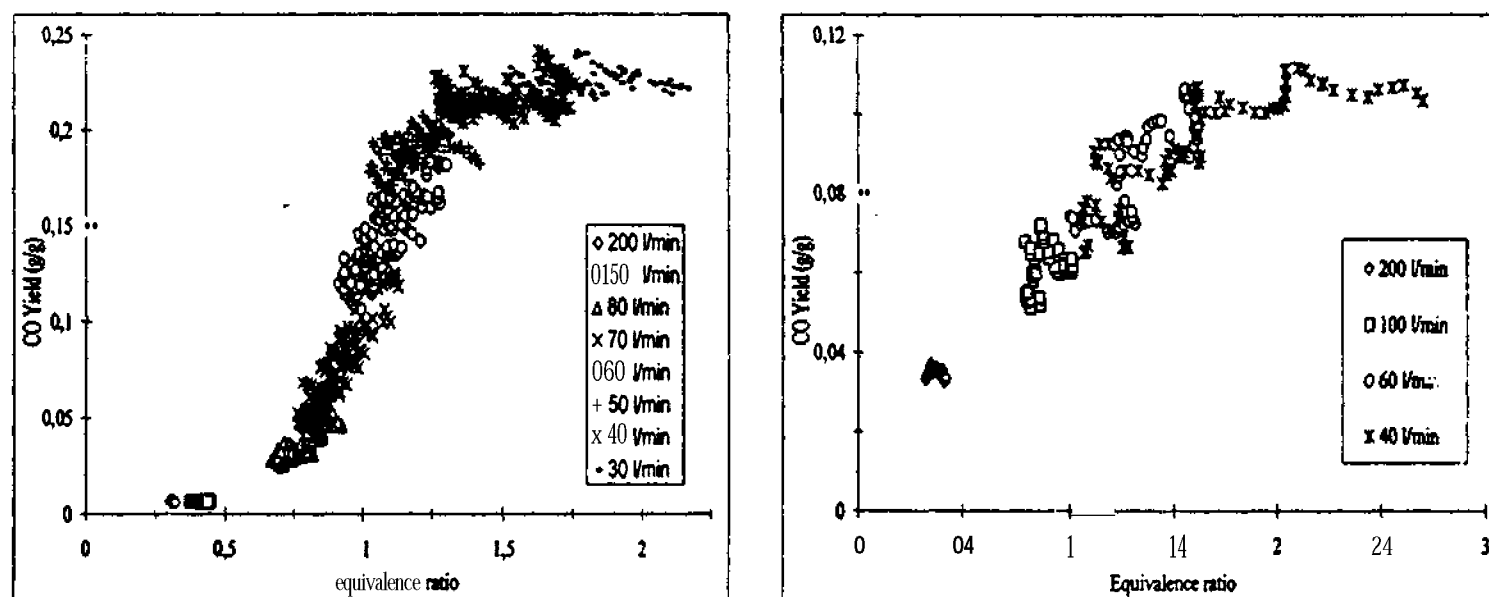 0,25
0,2
0,15
0,1
0,05
0
CO Yield (g/g)
0 0,5 1 1,5 2
equivalence ratio
◇ 200 l/min
0150 l/min
△ 80 l/min
× 70 l/min
060 l/min
+ 50 l/min
x 40 l/min
• 30 l/min
0,12
0,08
0,04
0
CO Yield (g/g)
0 04 1 14 2 24 3
Equivalence ratio
◇ 200 l/min
□ 100 l/min
○ 60 l/m
x 40 l/min